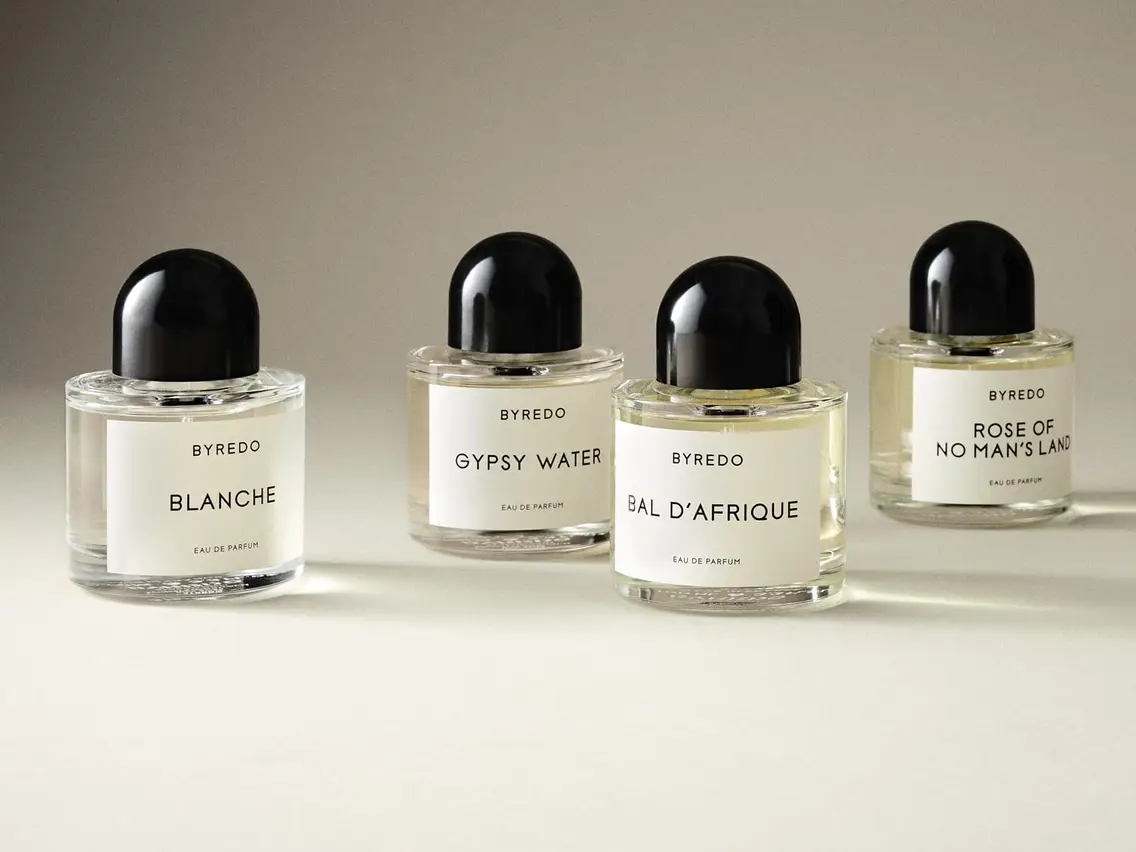 BYREDO
BLANCHE
EAU DE PARFUM
BYREDO
GYPSY WATER
EAU DE PARFUM
BYREDO
BAL D'AFRIQUE
EAU DE PARFUM
BYREDO
ROSE OF
NO MAN'S LAND
EAU DE PARFUM